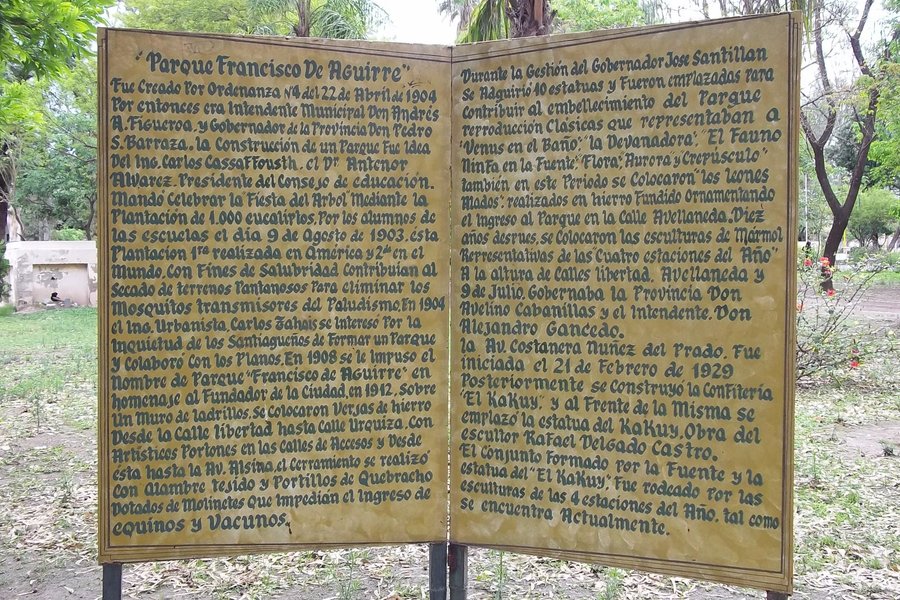 "Parque Francisco De Aguirre"
Fue Creado Por Ordenanza Nº4 del 22 de Abril de 1904
Por entonces era Intendente Municiral Don Andrés
A. Figueroa, y Gobernador de la Provincia Don Pedro
S. Barraza, la Construcción de un Parque Fue Idea
Del Ing. Carlos Cassaffousth, el Dr Antenor
Alvarez, Presidente del Consejo de educación,
Mandó Celebrar la Fiesta del Arbol Mediante la
Plantación de 1.000 eucaliptos, Por los alumnos de
las escuelas el día 9 de Agosto de 1903, ésta
Plantación 1ra realizada en América y 2da en el
Mundo, con Fines de Salubridad Contribuían al
Secado de terrenos Pantanosos Para eliminar los
Mosquitos transmisores del Paludismo, En 1904
el Ing. Urbanista, Carlos Zahais se Interesó Por la
Inquietud de los Santiagueños de Formar un Parque
y Colaboró con los Planos. En 1908 se le Impuso el
Nombre de Parque "Francisco de Aguirre" en
homenaje al Fundador de la Ciudad, en 1912, Sobre
Un Muro de ladrillos, se Colocaron Verjas de hierro
Desde la Calle libertad hasta Calle Urquiza, con
Artísticos Portones en las Calles de Accesos y Desde
ésta hasta la Av. Alsina, el Cerramiento se realizó
con Alambre tejido y Portillos de Quebracho
Dotados de Molinetes Que Impedían el Ingreso de
equinos y Vacunos.
Durante la Gestión del Gobernador José Santillan
Se Adquirió 10 estatuas y Fueron emplazadas Para
Contribuir al embellecimiento del Parque
reproducción Clásicas que representaban a
"Venus en el Baño", la Devanadora", "El Fauno
Ninfa en la Fuente", "Flora", Aurora y Crepúsculo"
también en este Periodo se Colocaron "los leones
Alados", realizados en hierro Fundido Ornamentando
el Ingreso al Parque en la Calle Avellaneda, Diez
años despues, se Colocaron las esculturas de Mármol
Representativas de las Cuatro estaciones del Año"
A la altura de Calles libertad, Avellaneda y
9 de Julio, Gobernaba la Provincia Don
Avelino Cabanillas y el Intendente, Don
Alejandro Gancedo.
la Av. Costanera Nuñez del Prado, Fue
iniciada el 21 de Febrero de 1929
Posteriormente se Construyó la Confitería
"El Kakuy", y al Frente de la Misma se
emplazó la estatua del Kakuy, Obra del
escultor Rafael Delgado Castro.
El Conjunto Formado por la Fuente y la
estatua del "El Kakuy", Fue rodeado por las
esculturas de las 4 estaciones del Año, tal como
se encuentra Actualmente.